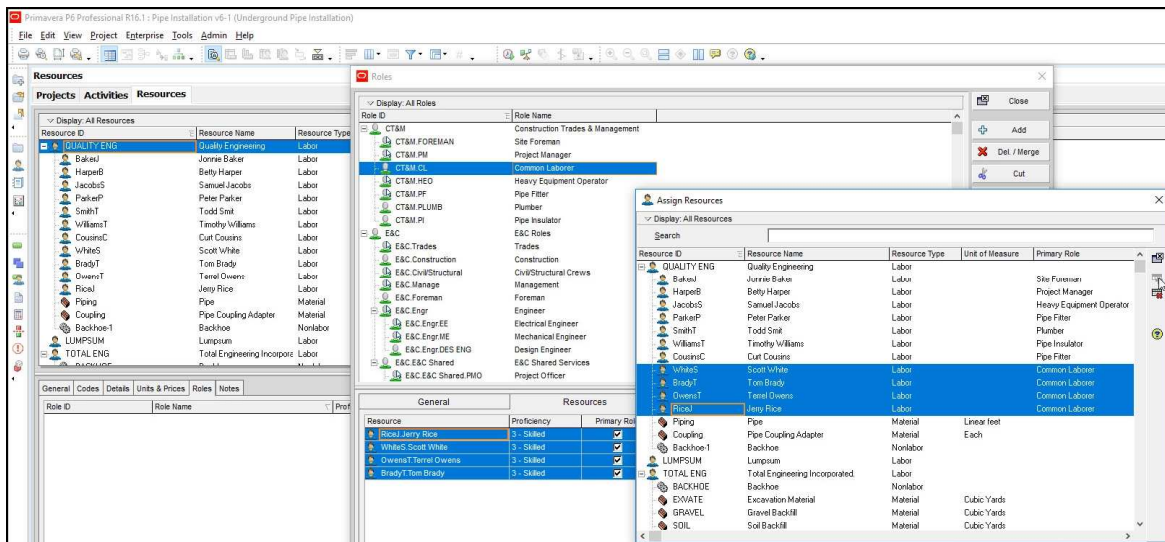 Primavera P6 Professional R16.1 : Pipe Installation v6-1 (Underground Pipe Installation)
File Edit View Project Enterprise Tools Admin Help
Resources
Projects Activities Resources
Display: All Resources
Resource ID Resource Name Resource Type
QUALITY ENG Quality Engineering Labor
BakerJ Jonnie Baker Labor
HarperB Betty Harper Labor
JacobsS Samuel Jacobs Labor
ParkerP Peter Parker Labor
SmithT Todd Smit Labor
WilliamsT Timothy Williams Labor
CousinsC Curt Cousins Labor
WhiteS Scott White Labor
BradyT Tom Brady Labor
OwensT Terrel Owens Labor
RiceJ Jerry Rice Labor
Piping Pipe Material
Coupling Pipe Coupling Adapter Material
Backhoe-1 Backhoe Nonlabor
LUMPSUM Lumpsum Labor
TOTAL ENG Total Engineering Incorpora Labor
General Codes Details Units & Prices Roles Notes
Role ID Role Name Prof
Roles
Display: All Roles
Role ID Role Name
CT&M Construction Trades & Management
CT&M.FOREMAN Site Foreman
CT&M.PM Project Manager
CT&M.CL Common Laborer
CT&M.HEO Heavy Equipment Operator
CT&M.PF Pipe Fitter
CT&M.PLUMB Plumber
CT&M.PI Pipe Insulator
E&C E&C Roles
E&C.Trades Trades
E&C.Construction Construction
E&C.Civil/Structural Civil/Structural Crews
E&C.Manage Management
E&C.Foreman Foreman
E&C.Engr Engineer
E&C.Engr.EE Electrical Engineer
E&C.Engr.ME Mechanical Engineer
E&C.Engr.DES ENG Design Engineer
E&C.E&C Shared E&C Shared Services
E&C.E&C Shared.PMO Project Officer
Close
Add
Del. / Merge
Cut
General Resources
Resource Proficiency Primary Rol
RiceJ.Jerry Rice 3 - Skilled
WhiteS.Scott White 3 - Skilled
OwensT.Terrel Owens 3 - Skilled
BradyT.Tom Brady 3 - Skilled
Assign Resources
Display: All Resources
Search
Resource ID Resource Name Resource Type Unit of Measure Primary Role
QUALITY ENG Quality Engineering Labor
BakerJ Jonnie Baker Labor Site Foreman
HarperB Betty Harper Labor Project Manager
JacobsS Samuel Jacobs Labor Heavy Equipment Operator
ParkerP Peter Parker Labor Pipe Fitter
SmithT Todd Smit Labor Plumber
WilliamsT Timothy Williams Labor Pipe Insulator
CousinsC Curt Cousins Labor Pipe Fitter
WhiteS Scott White Labor Common Laborer
BradyT Tom Brady Labor Common Laborer
OwensT Terrel Owens Labor Common Laborer
RiceJ Jerry Rice Labor Common Laborer
Piping Pipe Material Linear feet
Coupling Pipe Coupling Adapter Material Each
Backhoe-1 Backhoe Nonlabor
LUMPSUM Lumpsum Labor
TOTAL ENG Total Engineering Incorporated. Labor
BACKHOE Backhoe Nonlabor
EXVATE Excavation Material Material Cubic Yards
GRAVEL Gravel Backfill Material Cubic Yards
SOIL Soil Backfill Material Cubic Yards